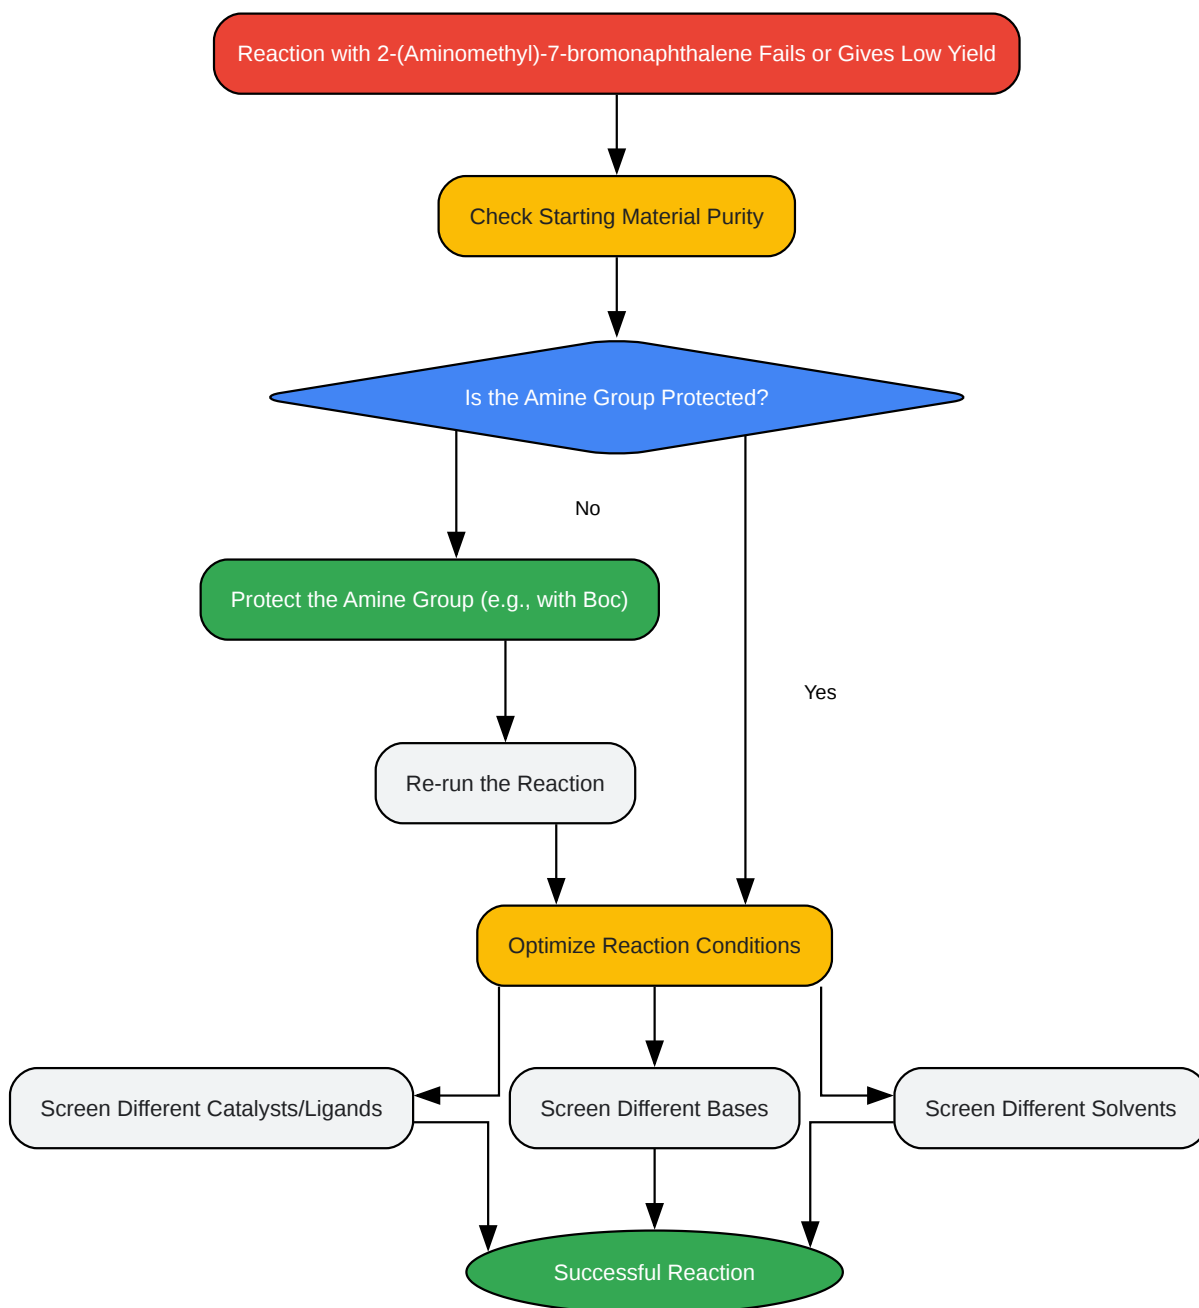 Reaction with 2-(Aminomethyl)-7-bromonaphthalene Fails or Gives Low Yield
Check Starting Material Purity
Is the Amine Group Protected?
No
Protect the Amine Group (e.g., with Boc)
Yes
Re-run the Reaction
Optimize Reaction Conditions
Screen Different Catalysts/Ligands
Screen Different Bases
Screen Different Solvents
Successful Reaction